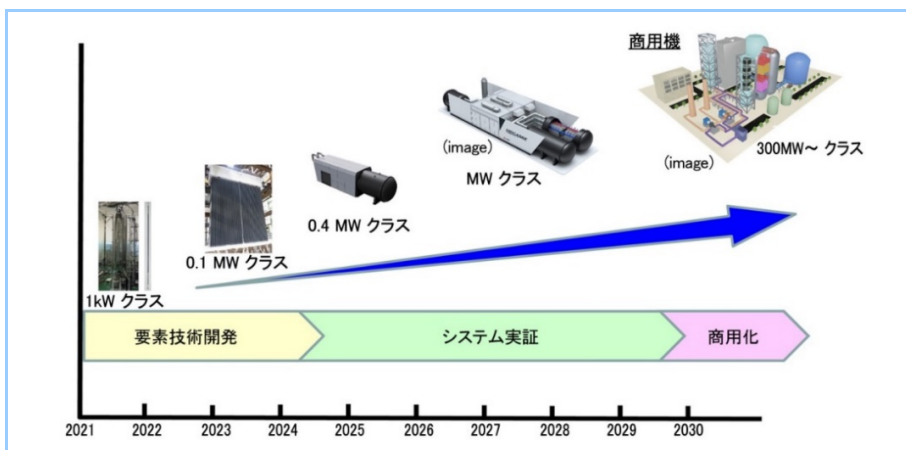 商用機
(image)
(image)
300MW～ クラス
MW クラス
0.4 MW クラス
0.1 MW クラス
1kW クラス
要素技術開発
システム実証
商用化
2021
2022
2023
2024
2025
2026
2027
2028
2029
2030